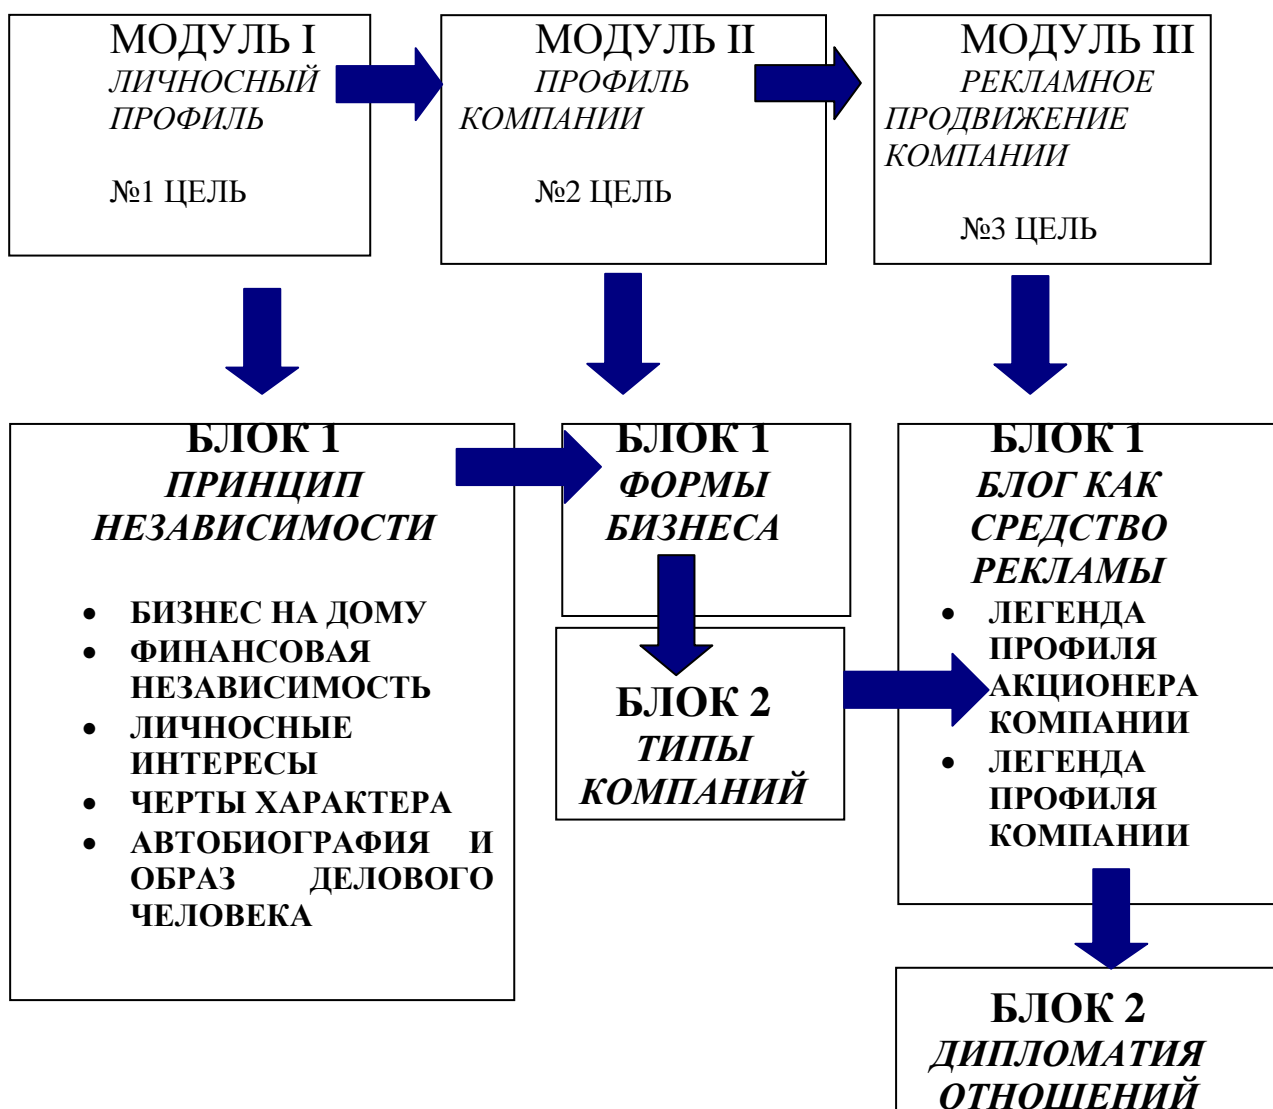 МОДУЛЬ I
ЛИЧНОСНЫЙ
ПРОФИЛЬ
№1 ЦЕЛЬ
МОДУЛЬ II
ПРОФИЛЬ
КОМПАНИИ
№2 ЦЕЛЬ
МОДУЛЬ III
РЕКЛАМНОЕ
ПРОДВИЖЕНИЕ
КОМПАНИИ
№3 ЦЕЛЬ
БЛОК 1
ПРИНЦИП
НЕЗАВИСИМОСТИ
• БИЗНЕС НА ДОМУ
• ФИНАНСОВАЯ
НЕЗАВИСИМОСТЬ
• ЛИЧНОСНЫЕ
ИНТЕРЕСЫ
• ЧЕРТЫ ХАРАКТЕРА
• АВТОБИОГРАФИЯ И
ОБРАЗ ДЕЛОВОГО
ЧЕЛОВЕКА
БЛОК 1
ФОРМЫ
БИЗНЕСА
БЛОК 2
ТИПЫ
КОМПАНИЙ
БЛОК 1
БЛОГ КАК
СРЕДСТВО
РЕКЛАМЫ
• ЛЕГЕНДА
ПРОФИЛЯ
АКЦИОНЕРА
КОМПАНИИ
• ЛЕГЕНДА
ПРОФИЛЯ
КОМПАНИИ
БЛОК 2
ДИПЛОМАТИЯ
ОТНОШЕНИЙ